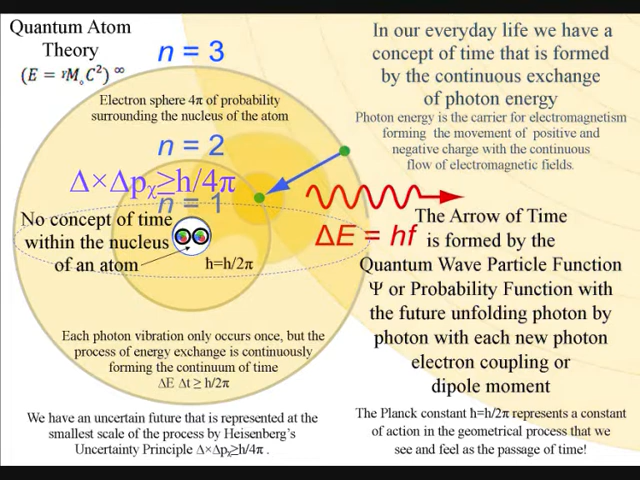 Quantum Atom
Theory
(E = ᵞM˳C²) ∞
n = 3
Electron sphere 4π of probability
surrounding the nucleus of the atom
n = 2
Δ×Δpᵪ≥h/4π
n = 1
No concept of time
within the nucleus
of an atom
h=h/2π
Each photon vibration only occurs once, but the
process of energy exchange is continuously
forming the continuum of time
ΔE Δt ≥ h/2π
We have an uncertain future that is represented at the
smallest scale of the process by Heisenberg's
Uncertainty Principle Δ×Δpᵪ≥h/4π .
In our everyday life we have a
concept of time that is formed
by the continuous exchange
of photon energy
Photon energy is the carrier for electromagnetism
forming the movement of positive and
negative charge with the continuous
flow of electromagnetic fields.
ΔE = hf
The Arrow of Time
is formed by the
Quantum Wave Particle Function
Ψ or Probability Function with
the future unfolding photon by
photon with each new photon
electron coupling or
dipole moment
The Planck constant ħ=h/2π represents a constant
of action in the geometrical process that we
see and feel as the passage of time!